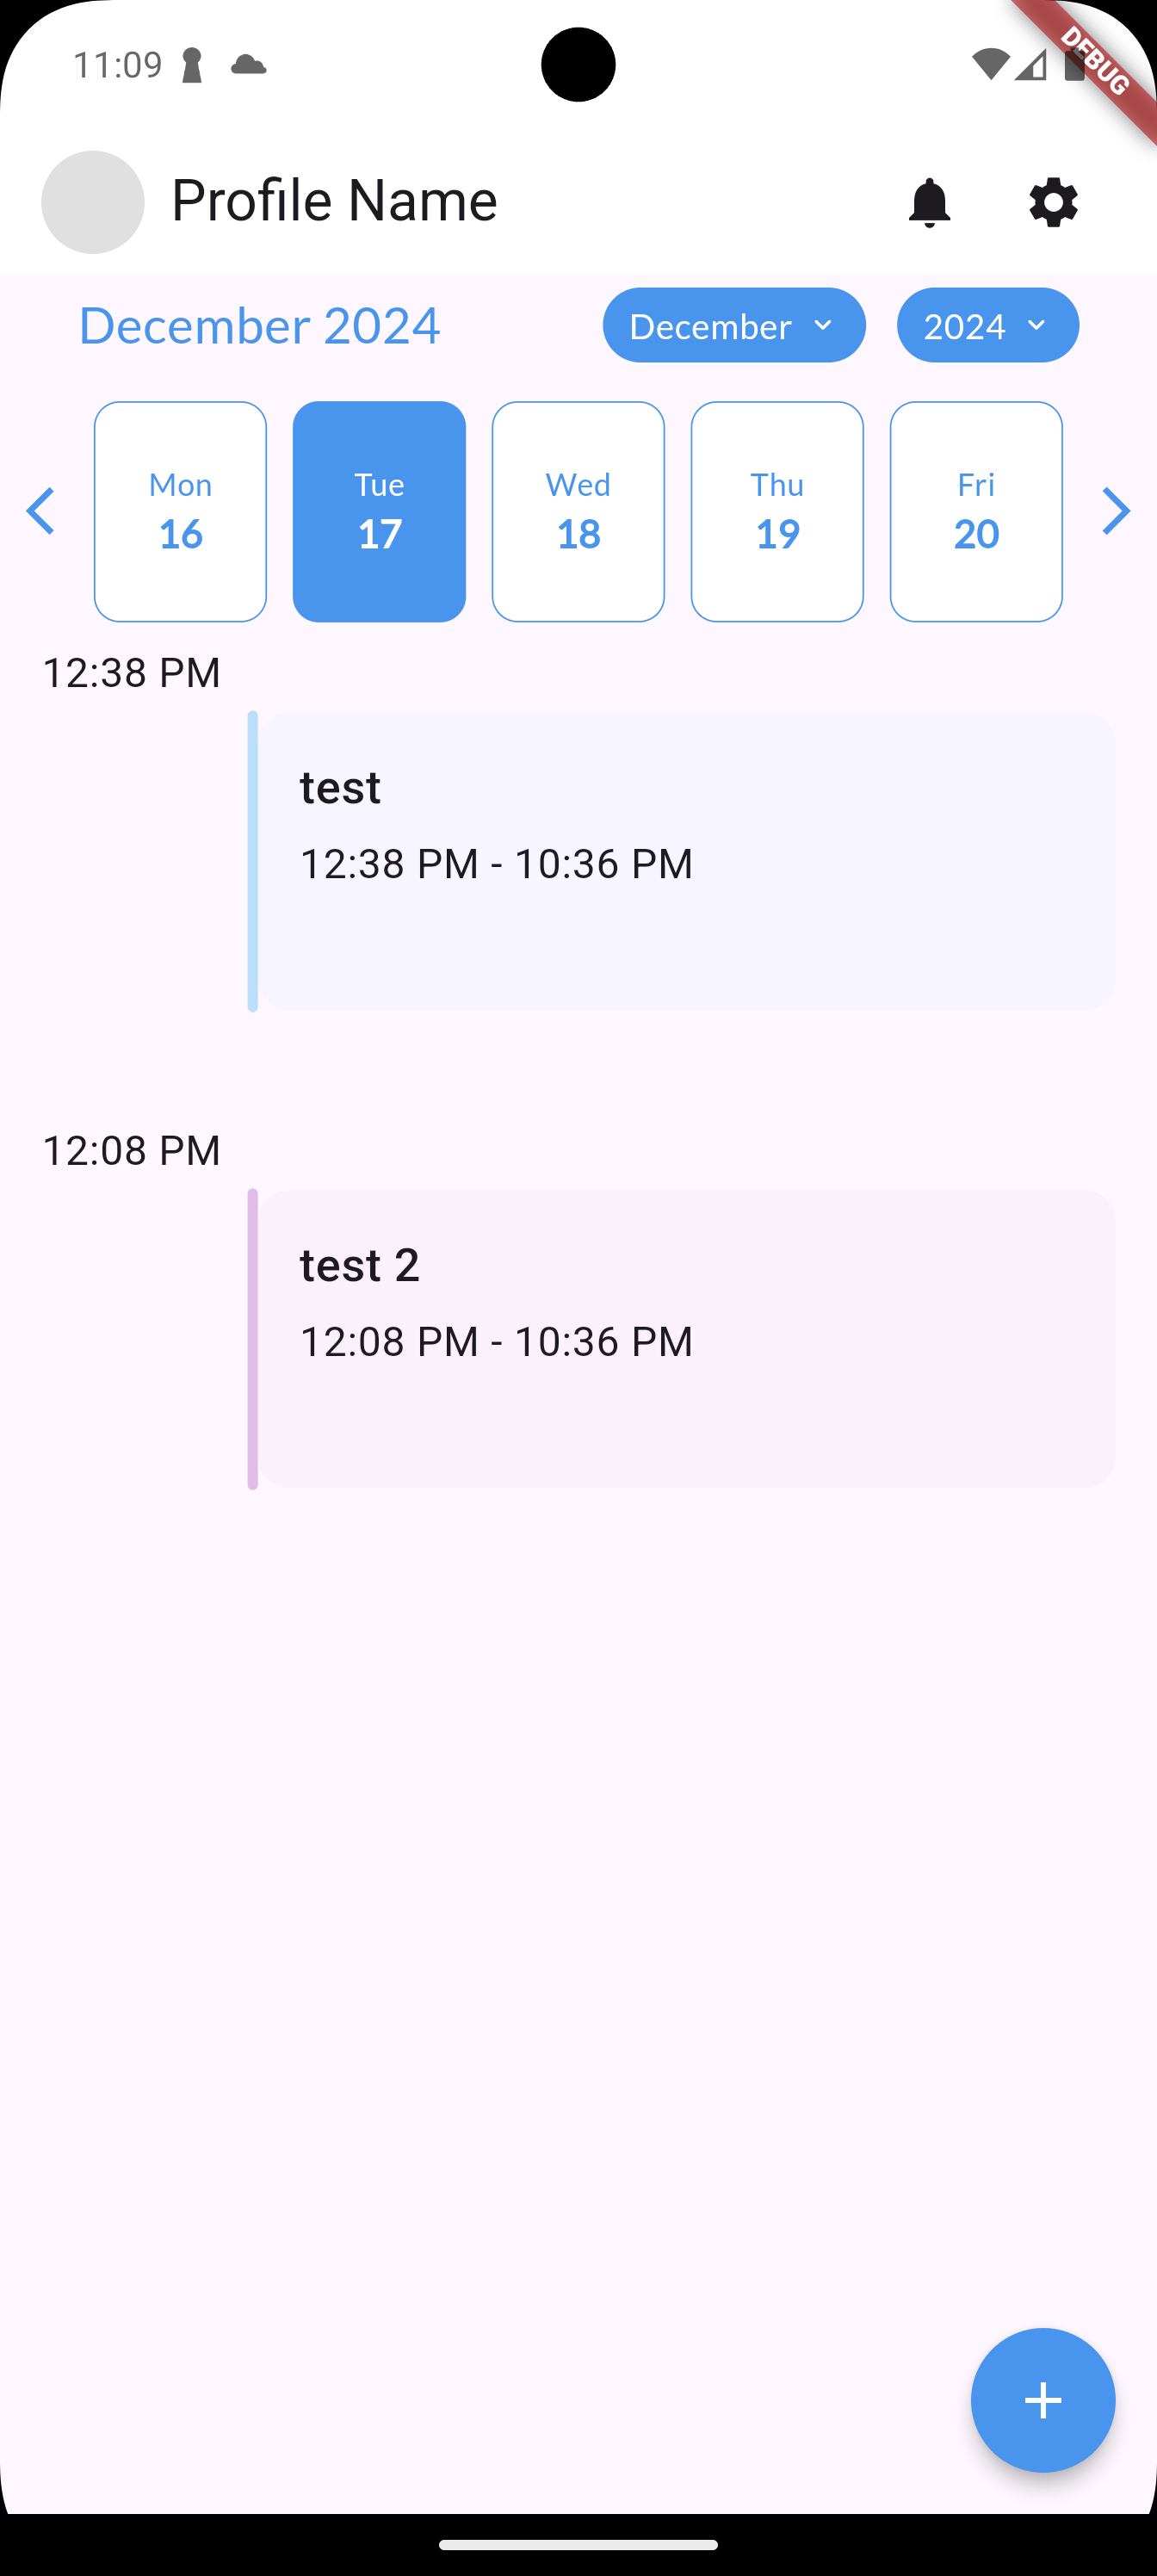 11:09
DEBUG
Profile Name
December 2024 December 2024
Mon Tue Wed Thu Fri
16 17 18 19 20
12:38 PM
test
12:38 PM - 10:36 PM
12:08 PM
test 2
12:08 PM - 10:36 PM